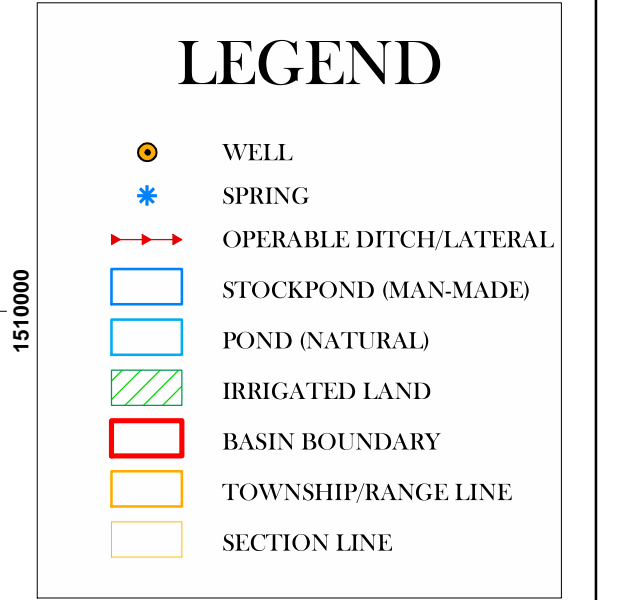 LEGEND
WELL
SPRING
OPERABLE DITCH/LATERAL
STOCKPOND (MAN-MADE)
POND (NATURAL)
IRRIGATED LAND
BASIN BOUNDARY
TOWNSHIP/RANGE LINE
SECTION LINE
1510000